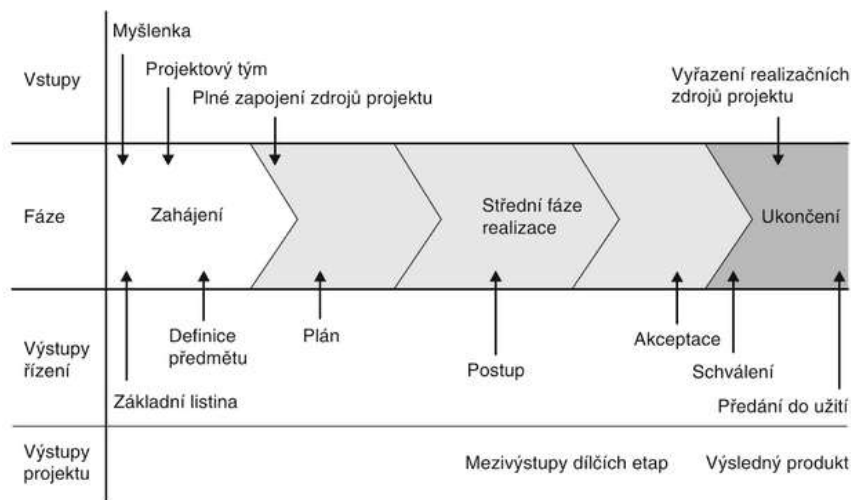 Myšlenka
Vstupy
Projektový tým
Plné zapojení zdrojů projektu
Vyřazení realizačních
zdrojů projektu
Fáze
Zahájení
Střední fáze
realizace
Ukončení
Výstupy
řízení
Základní listina
Definice
předmětu
Plán
Postup
Akceptace
Schválení
Předání do užití
Výstupy
projektu
Mezivýstupy dílčích etap
Výsledný produkt